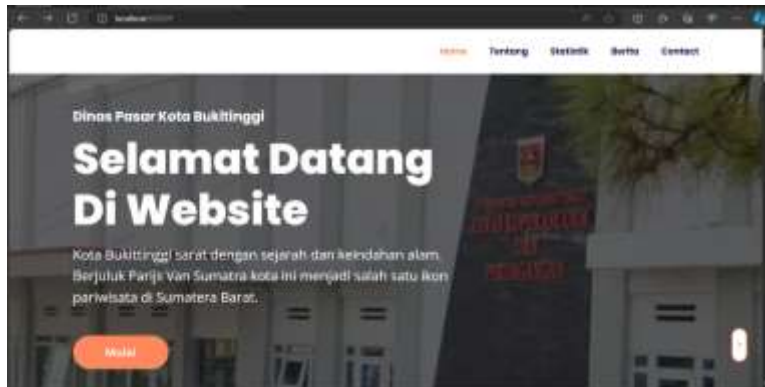 Home Tentang Statistik Berita Contact
Dinas Pasar Kota Bukittinggi
Selamat Datang
Di Website
Kota Bukittinggi sarat dengan sejarah dan keindahan alam.
Berjuluk Parijs Van Sumatra kota ini menjadi salah satu ikon
pariwisata di Sumatera Barat.
Mulai